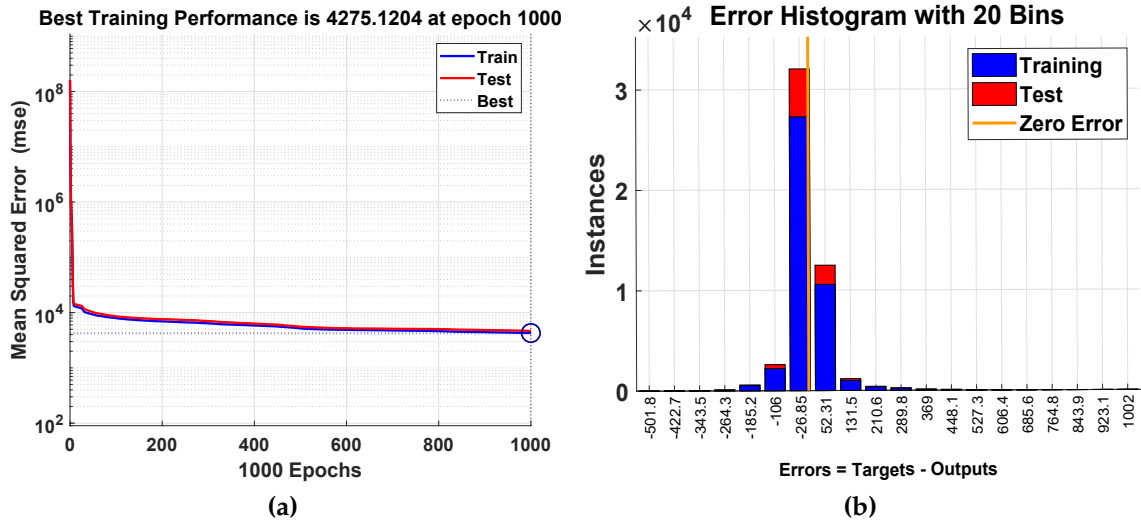 Best Training Performance is 4275.1204 at epoch 1000
Mean Squared Error (mse)
10^8
10^6
10^4
10^2
Train
Test
Best
0 200 400 600 800 1000
1000 Epochs
(a)
×10^4 Error Histogram with 20 Bins
Instances
3
2
1
0
Training
Test
Zero Error
-501.8 -422.7 -343.5 -264.3 -185.2 -106 -26.85 52.31 131.5 210.6 289.8 369 448.1 527.3 606.4 685.6 764.8 843.9 923.1 1002
Errors = Targets - Outputs
(b)